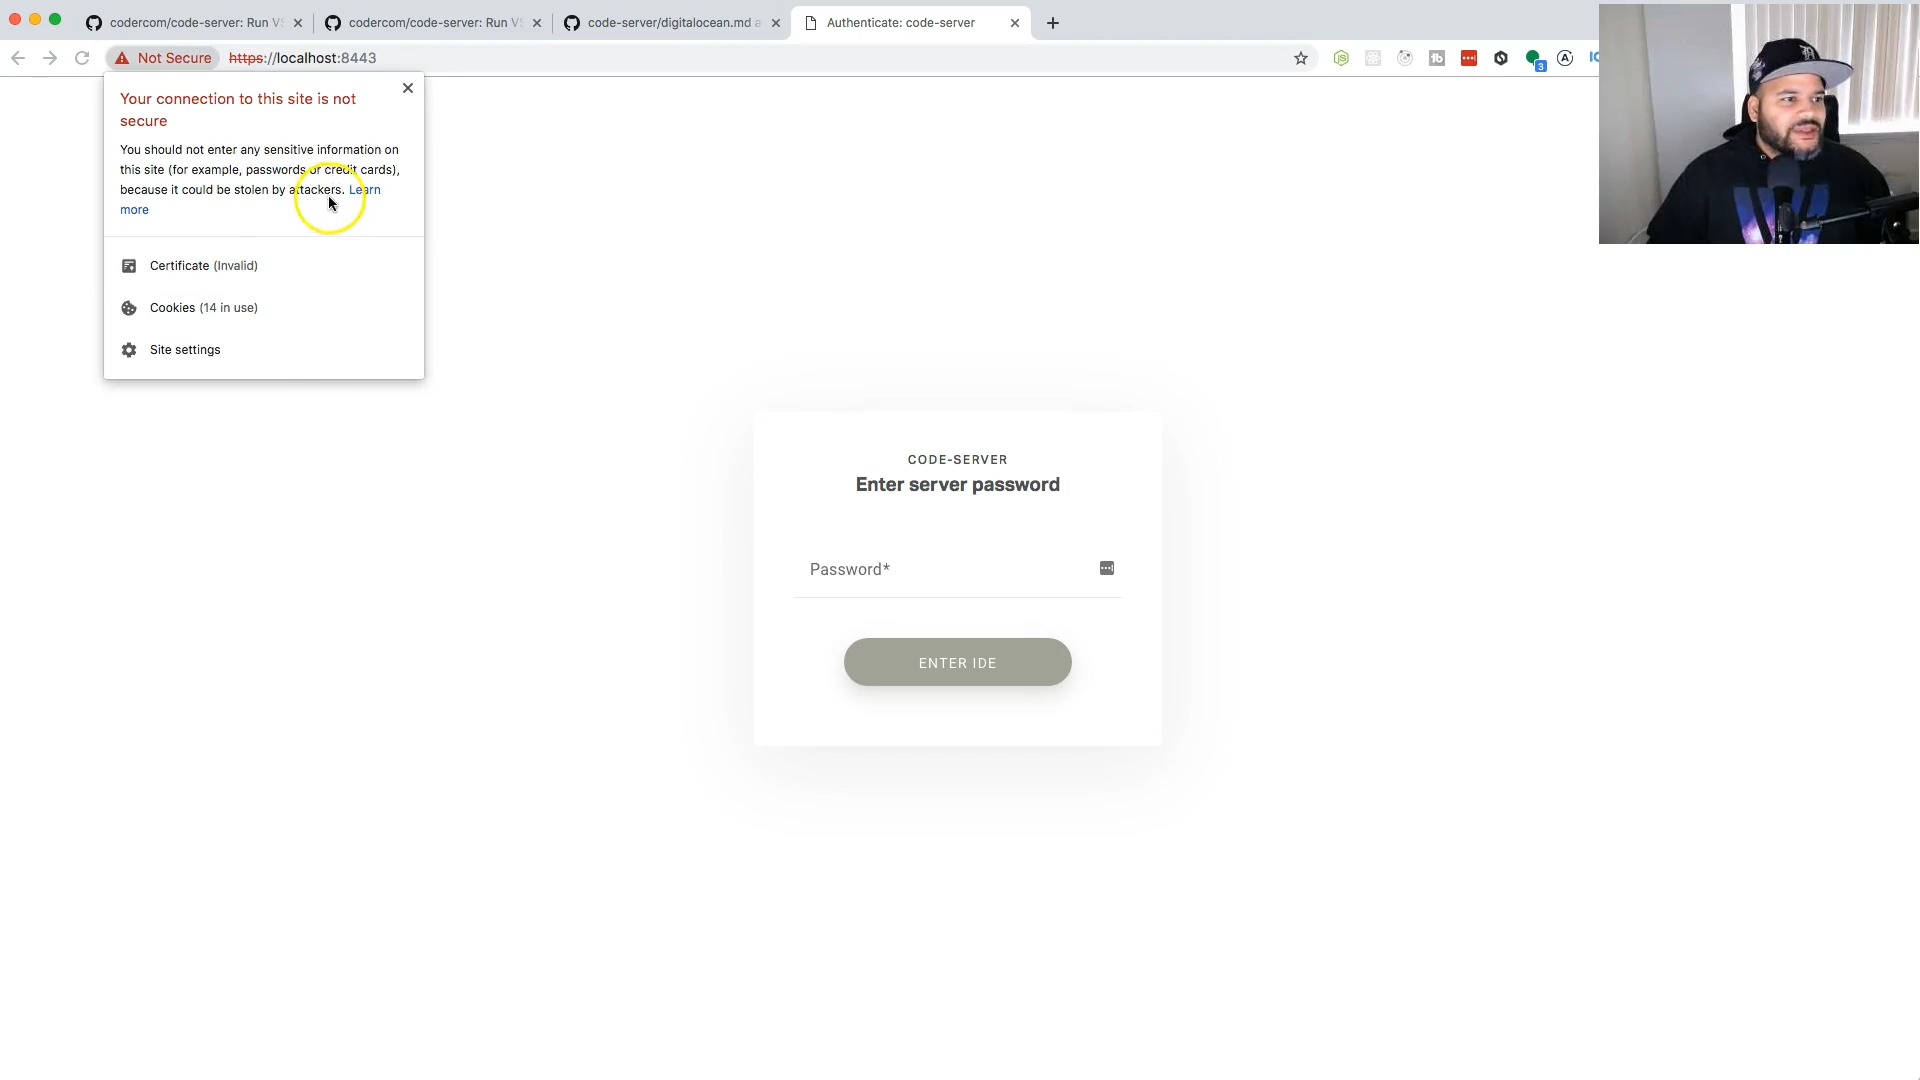 codercom/code-server: Run VS
codercom/code-server: Run VS
code-server/digitalocean.md a
Authenticate: code-server
Not Secure
https://localhost:8443
3
A
Your connection to this site is not
secure
You should not enter any sensitive information on
this site (for example, passwords or credit cards),
because it could be stolen by attackers. Learn
more
Certificate (Invalid)
Cookies (14 in use)
Site settings
CODE-SERVER
Enter server password
Password*
ENTER IDE